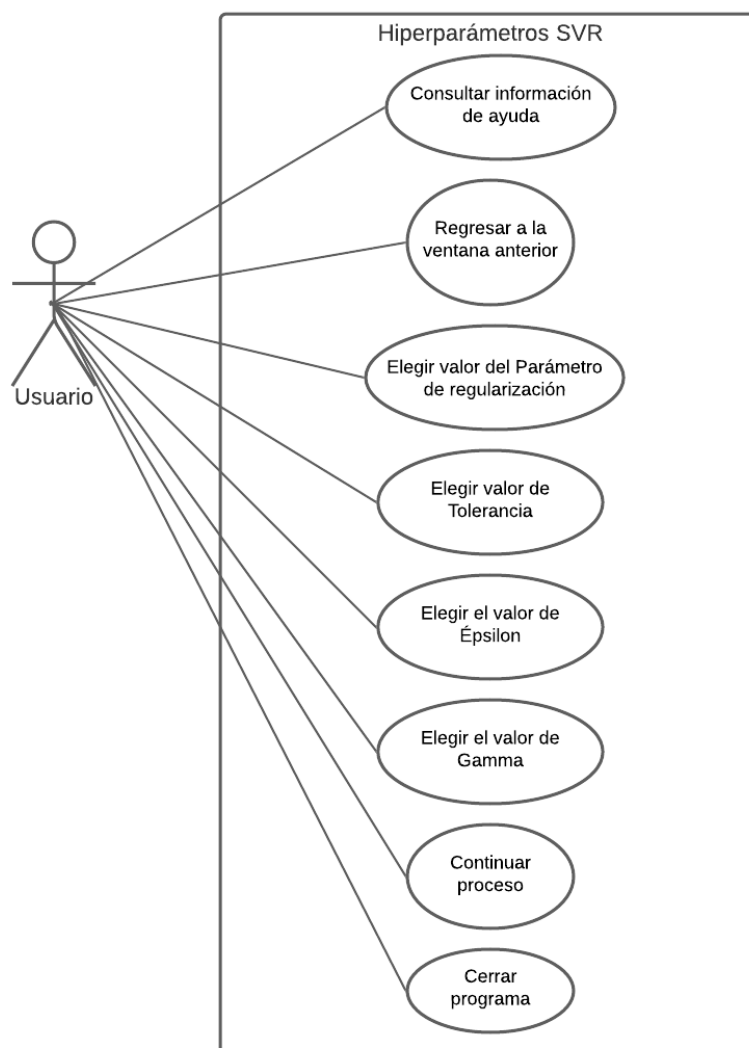 Hiperparámetros SVR
Consultar información
de ayuda
Regresar a la
ventana anterior
Elegir valor del Parámetro
de regularización
Usuario
Elegir valor de
Tolerancia
Elegir el valor de
Épsilon
Elegir el valor de
Gamma
Continuar
proceso
Cerrar
programa